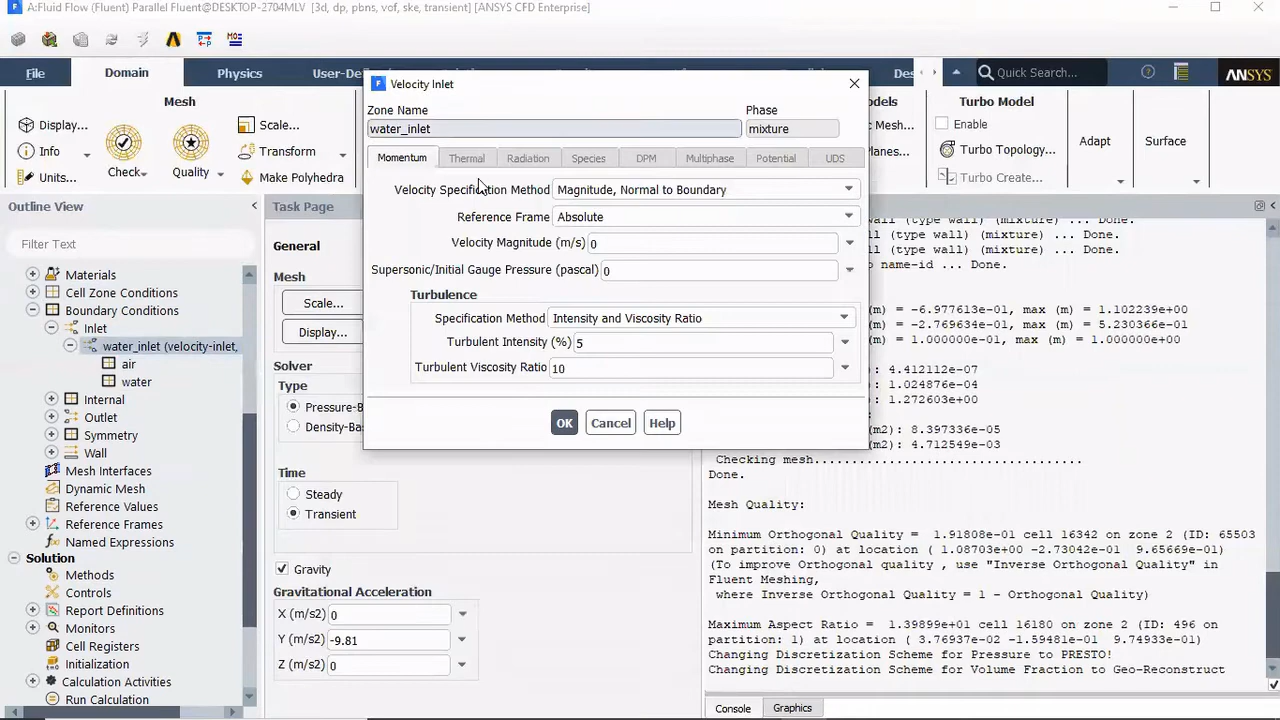 A:Fluid Flow (Fluent) Parallel Fluent@DESKTOP-2704MLV [3d, dp, pbns, vof, ske, transient] [ANSYS CFD Enterprise]
File
Domain
Physics
User-De
Des
Quick Search...
ANSYS
Mesh
Display...
Info
Units...
Check
Quality
Scale...
Transform
Make Polyhedra
odels
Mesh...
Planes...
Turbo Model
Enable
Turbo Topology...
Turbo Create...
Adapt
Surface
Outline View
Filter Text
Materials
Cell Zone Conditions
Boundary Conditions
Inlet
water_inlet (velocity-inlet,
air
water
Internal
Outlet
Symmetry
Wall
Mesh Interfaces
Dynamic Mesh
Reference Values
Reference Frames
Named Expressions
Solution
Methods
Controls
Report Definitions
Monitors
Cell Registers
Initialization
Calculation Activities
Run Calculation
Task Page
General
Mesh
Scale...
Display...
Solver
Type
Pressure-B
Density-Ba
Time
Steady
Transient
Gravity
Gravitational Acceleration
X (m/s2) 0
Y (m/s2) -9.81
Z (m/s2) 0
Velocity Inlet
Zone Name
water_inlet
Phase
mixture
Momentum
Thermal
Radiation
Species
DPM
Multiphase
Potential
UDS
Velocity Specification Method Magnitude, Normal to Boundary
Reference Frame Absolute
Velocity Magnitude (m/s) 0
Supersonic/Initial Gauge Pressure (pascal) 0
Turbulence
Specification Method Intensity and Viscosity Ratio
Turbulent Intensity (%) 5
Turbulent Viscosity Ratio 10
OK
Cancel
Help
ll (type wall) (mixture) ... Done.
ll (type wall) (mixture) ... Done.
o name-id ... Done.
) = -6.977613e-01, max (m) = 1.102239e+00
) = -2.769634e-01, max (m) = 5.230366e-01
) = 1.000000e-01, max (m) = 1.000000e+00
): 4.412112e-07
): 1.024876e-04
): 1.272603e+00
m2): 8.397336e-05
m2): 4.712549e-03
Checking mesh.....................................
Done.
Mesh Quality:
Minimum Orthogonal Quality = 1.91808e-01 cell 16342 on zone 2 (ID: 65503
on partition: 0) at location ( 1.08703e+00 -2.73042e-01 9.65669e-01)
(To improve Orthogonal quality , use "Inverse Orthogonal Quality" in
Fluent Meshing,
where Inverse Orthogonal Quality = 1 - Orthogonal Quality)
Maximum Aspect Ratio = 1.39899e+01 cell 16180 on zone 2 (ID: 496 on
partition: 1) at location ( 3.76937e-02 -1.59481e-01 9.74933e-01)
Changing Discretization Scheme for Pressure to PRESTO!
Changing Discretization Scheme for Volume Fraction to Geo-Reconstruct
Console
Graphics